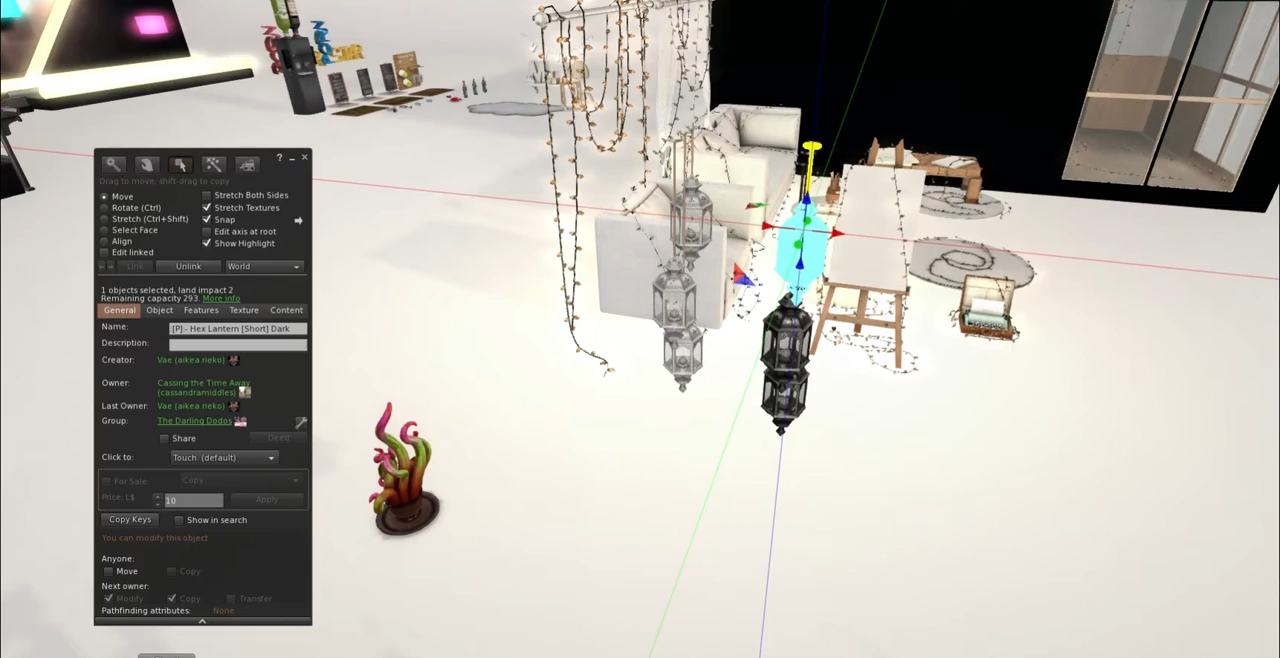 ? _ ×
Drag to move, shift-drag to copy
Move
Stretch Both Sides
Rotate (Ctrl)
Stretch Textures
Stretch (Ctrl+Shift)
Snap
Select Face
Edit axis at root
Align
Show Highlight
Edit linked
Link
Unlink
World
1 objects selected, land impact 2
Remaining capacity 293. More info
General Object Features Texture Content
Name: [P]:- Hex Lantern [Short] Dark
Description:
Creator: Vae (aikea.rieko)
Owner: Cassing the Time Away
(cassandramiddles)
Last Owner: Vae (aikea.rieko)
Group: The Darling Dodos
Share
Deed
Click to: Touch (default)
For Sale: Copy
Price: L$ 10 Apply
Copy Keys
Show in search
You can modify this object
Anyone:
Move Copy
Next owner:
Modify Copy Transfer
Pathfinding attributes: None